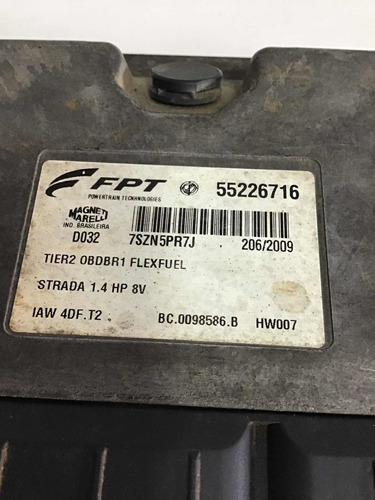 FPT 55226716
POWERTRAIN TECHNOLOGIES
MAGNETI
MARELLI
IND. BRASILEIRA
D032 7SZN5PR7J 206/2009
TIER2 OBDBR1 FLEXFUEL
STRADA 1.4 HP 8V
IAW 4DF.T2 BC.0098586.B HW007